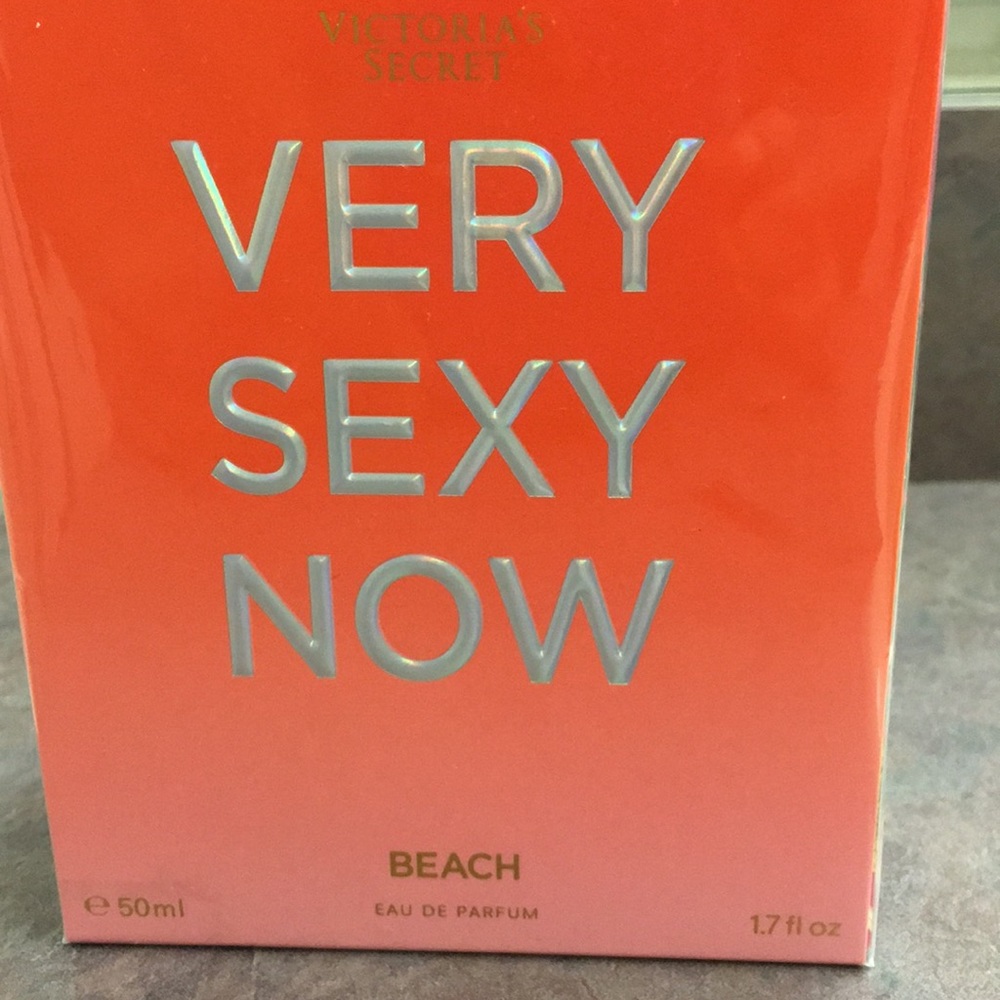 VICTORIA'S
SECRET
VERY
SEXY
NOW
BEACH
EAU DE PARFUM
℮ 50ml
1.7 fl oz